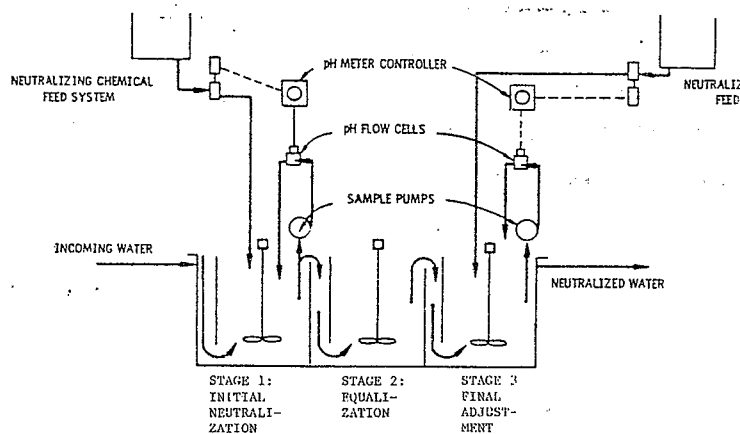 pH METER CONTROLLER
NEUTRALIZING CHEMICAL
FEED SYSTEM
FEED
pH FLOW CELLS
SAMPLE PUMPS
INCOMING WATER
NEUTRALIZED WATER
STAGE 1:
INITIAL
NEUTRALI-
ZATION
STAGE 2:
EQUALI-
ZATION
STAGE 3
FINAL
ADJUST-
MENT